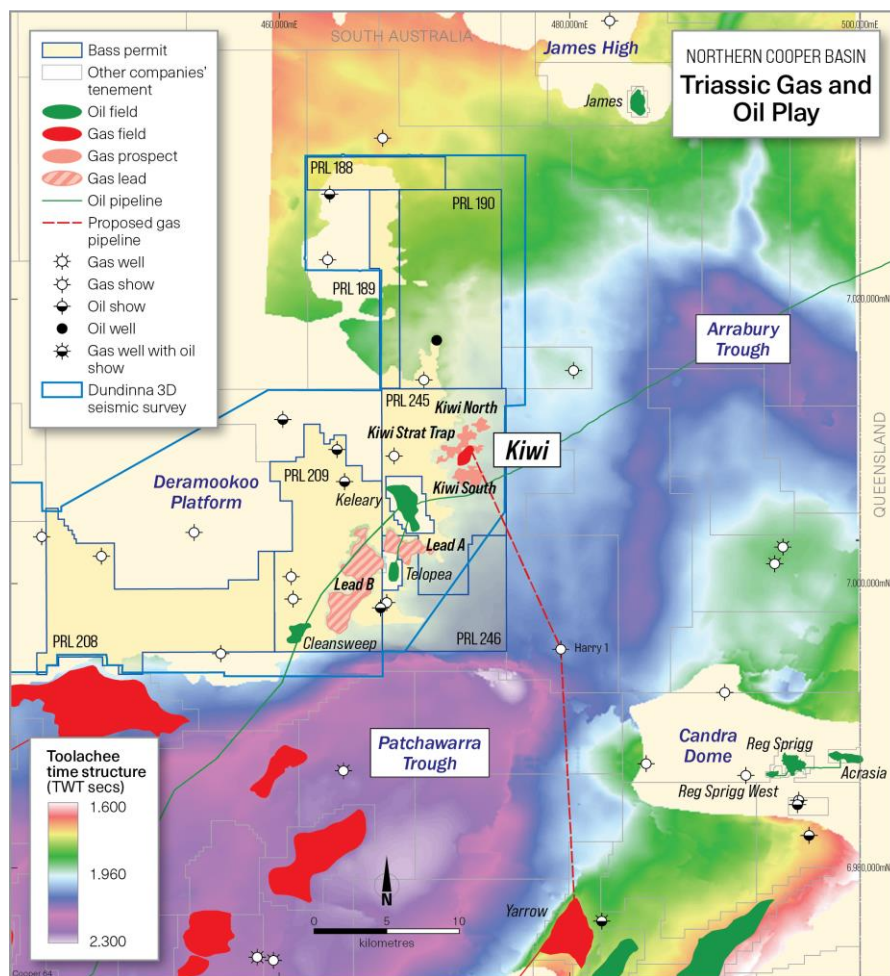 460,000mE
480,000mE
500,000mE
SOUTH AUSTRALIA
QUEENSLAND
NORTHERN COOPER BASIN
Triassic Gas and
Oil Play
Bass permit
Other companies'
tenement
Oil field
Gas field
Gas prospect
Gas lead
Oil pipeline
Proposed gas
pipeline
Gas well
Gas show
Oil show
Oil well
Gas well with oil
show
Dundinna 3D
seismic survey
James High
James
PRL 188
PRL 190
PRL 189
7,020,000mN
Arrabury
Trough
PRL 245
Kiwi North
Kiwi Strat Trap
Kiwi
Kiwi South
PRL 209
Deramookoo
Platform
Keleary
Lead A
Telopea
Lead B
7,000,000mN
Cleansweep
PRL 208
PRL 246
Harry 1
Patchawarra
Trough
Candra
Dome
Reg Sprigg
Acrasia
Reg Sprigg West
Toolachee
time structure
(TWT secs)
1.600
1.960
2.300
6,980,000mN
N
0 5 10
kilometres
Yarrow
Cooper 64